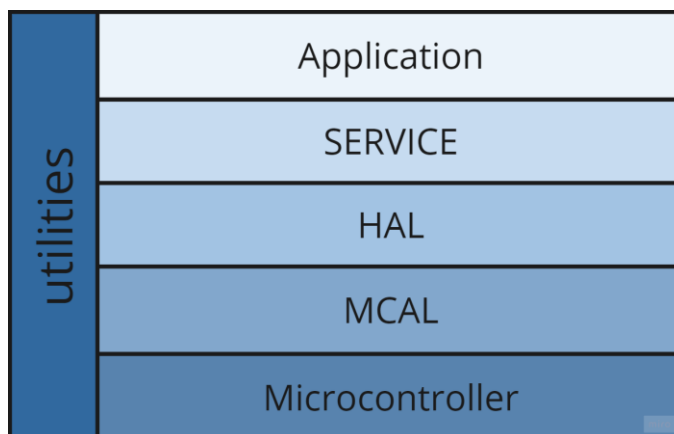 utilities
Application
SERVICE
HAL
MCAL
Microcontroller